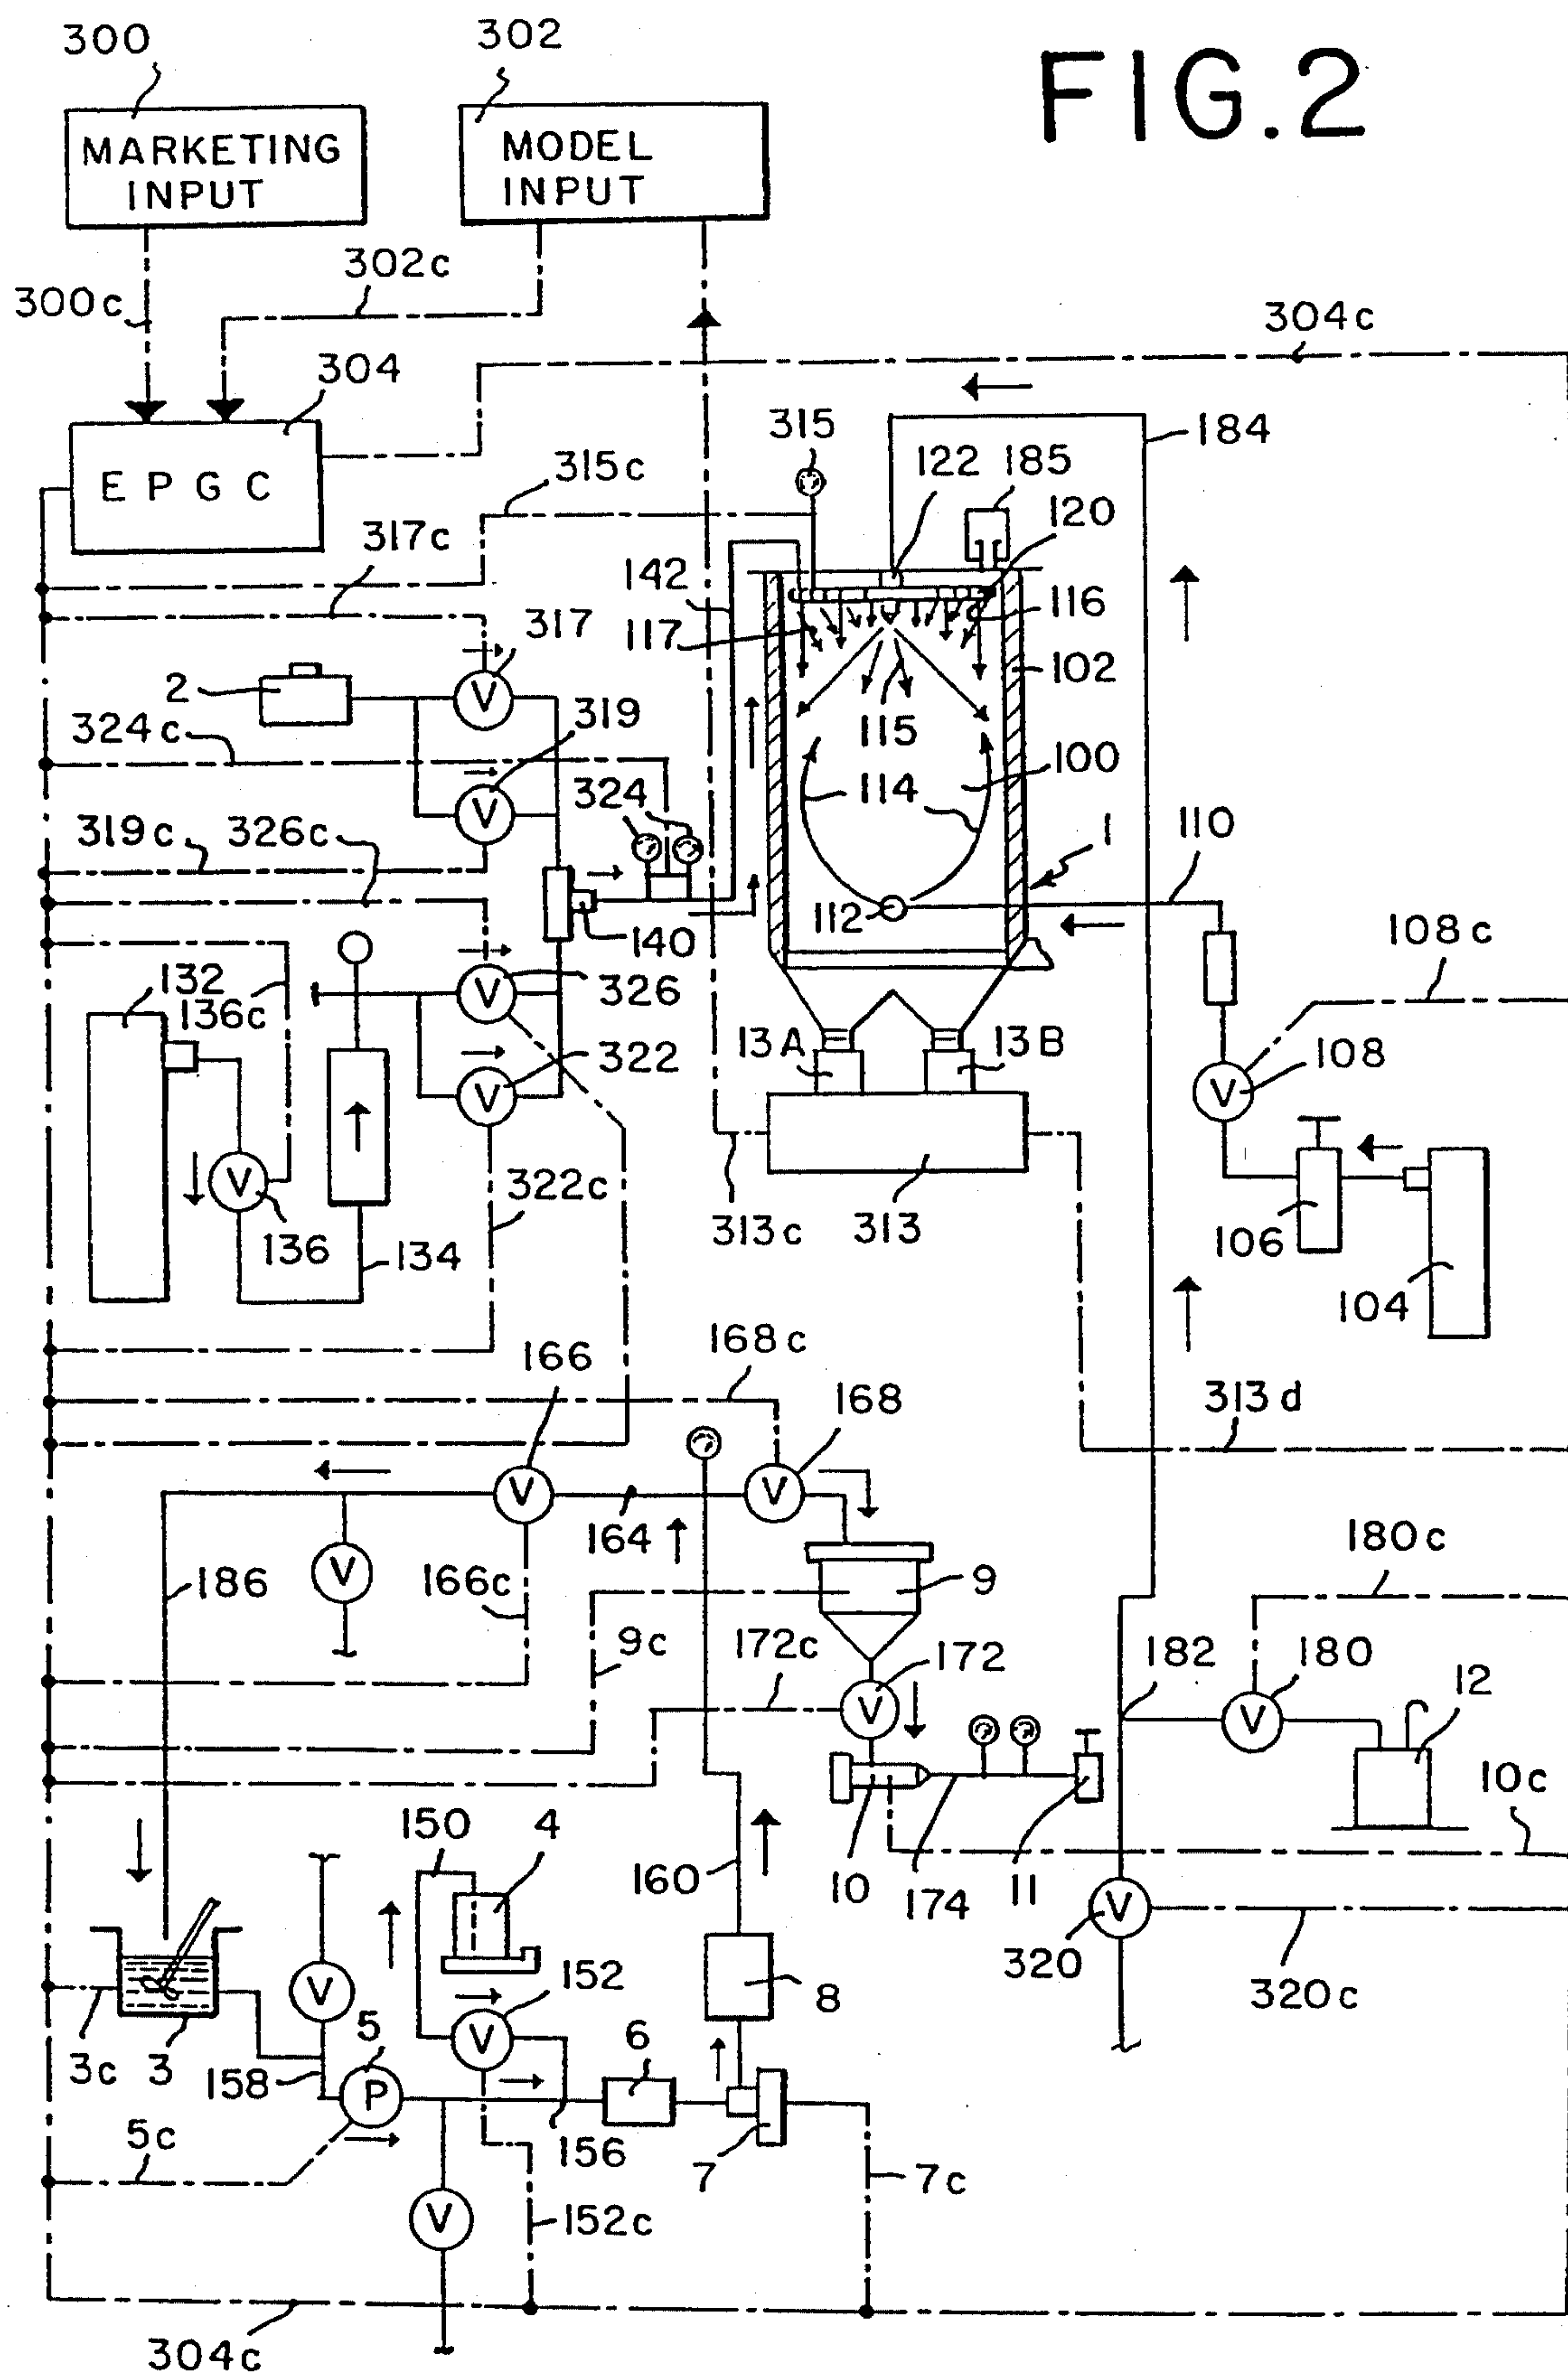 300
302
FIG. 2
MARKETING
INPUT
MODEL
INPUT
302c
300c
304c
304
315
184
E P G C
315c
122
185
317c
120
142
317
117
116
102
2
319
324c
115
100
114
324
319c
326c
110
1
112
140
108c
132
136c
326
13A
13B
322
108
V
V
V
V
V
V
322c
136
134
313c
313
106
104
166
168c
168
313d
V
V
164
186
V
166c
9
180c
9c
172c
172
182
180
12
V
V
10c
150
4
160
10
174
11
V
320
320c
152
8
V
V
5
6
3c
3
158
P
5c
156
7
7c
V
152c
304c